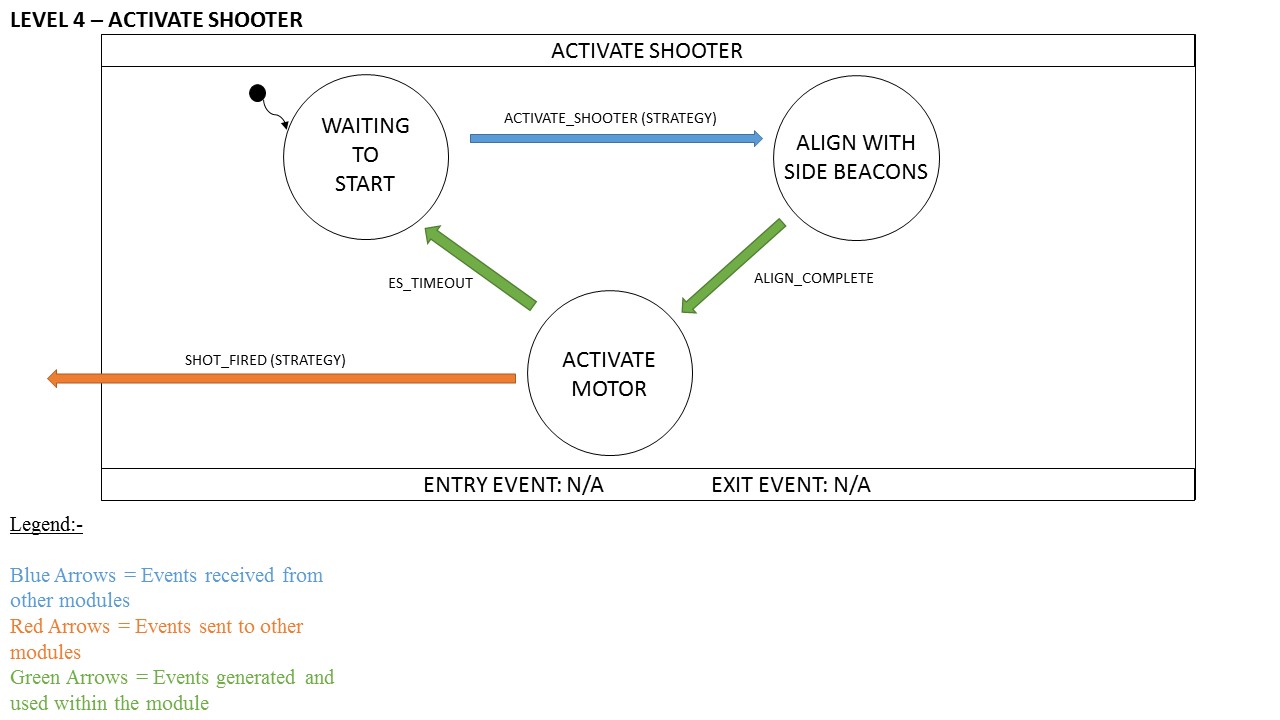 LEVEL 4 – ACTIVATE SHOOTER
ACTIVATE SHOOTER
WAITING
TO
START
ACTIVATE_SHOOTER (STRATEGY)
ALIGN WITH
SIDE BEACONS
ES_TIMEOUT
ALIGN_COMPLETE
SHOT_FIRED (STRATEGY)
ACTIVATE
MOTOR
ENTRY EVENT: N/A EXIT EVENT: N/A
Legend:-
Blue Arrows = Events received from
other modules
Red Arrows = Events sent to other
modules
Green Arrows = Events generated and
used within the module